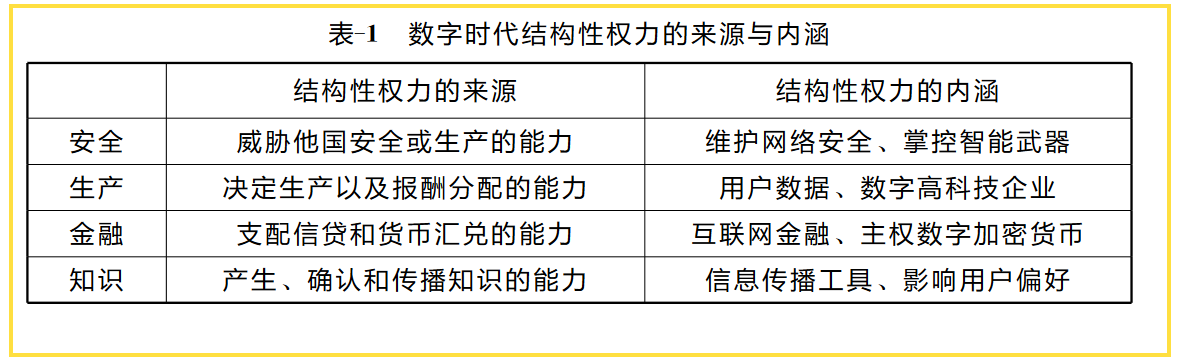 表-1 数字时代结构性权力的来源与内涵
结构性权力的来源 结构性权力的内涵
安全 威胁他国安全或生产的能力 维护网络安全、掌控智能武器
生产 决定生产以及报酬分配的能力 用户数据、数字高科技企业
金融 支配信贷和货币汇兑的能力 互联网金融、主权数字加密货币
知识 产生、确认和传播知识的能力 信息传播工具、影响用户偏好